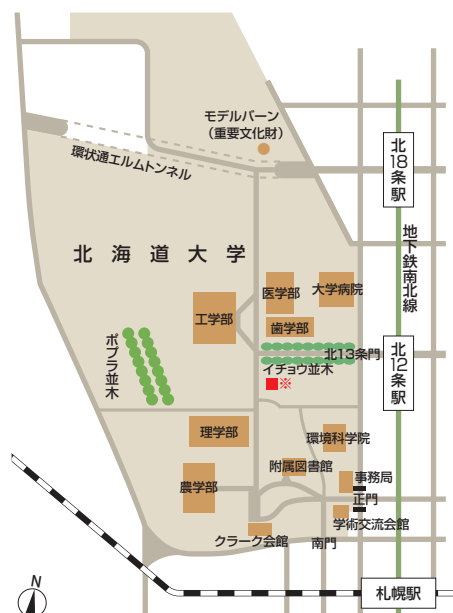 モデルバーン
（重要文化財）
環状通エルムトンネル
北18条駅
地下鉄南北線
北海道大学
医学部
大学病院
工学部
歯学部
北13条門
イチョウ並木
※
北12条駅
ポプラ並木
理学部
環境科学院
附属図書館
事務局
農学部
正門
学術交流会館
クラーク会館
南門
札幌駅
N